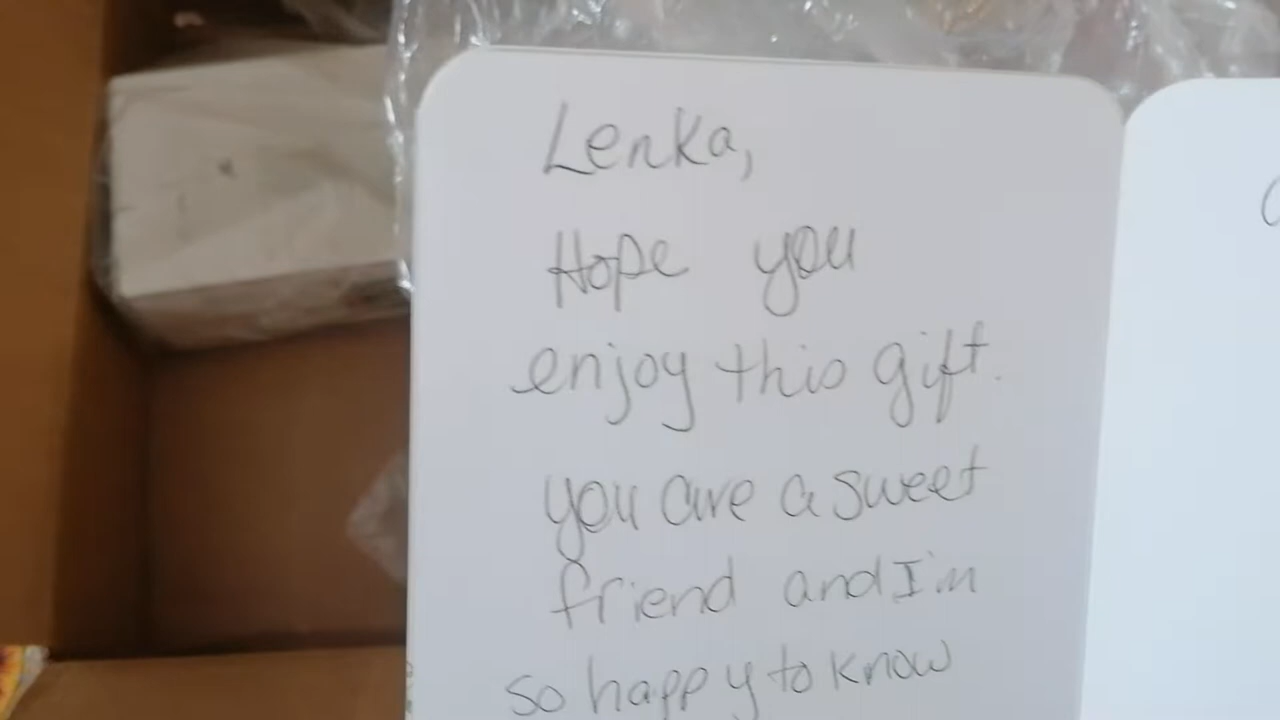 Lenka,
Hope you
enjoy this gift.
you are a sweet
friend and I'm
so happy to know